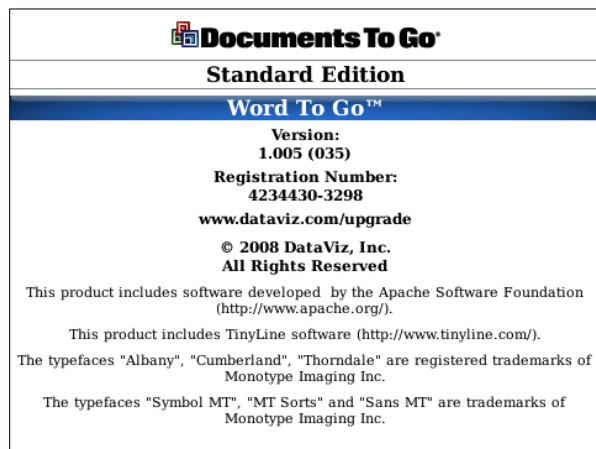 Documents To Go®
Standard Edition
Word To Go™
Version:
1.005 (035)
Registration Number:
4234430-3298
www.dataviz.com/upgrade
© 2008 DataViz, Inc.
All Rights Reserved
This product includes software developed  by the Apache Software Foundation
(http://www.apache.org/).
This product includes TinyLine software (http://www.tinyline.com/).
The typefaces "Albany", "Cumberland", "Thorndale" are registered trademarks of
Monotype Imaging Inc.
The typefaces "Symbol MT", "MT Sorts" and "Sans MT" are trademarks of
Monotype Imaging Inc.